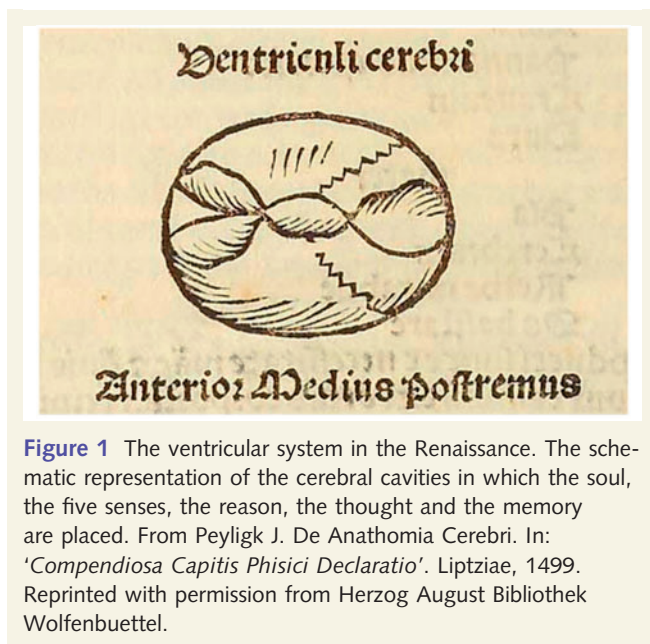 Ventriculi cerebri
Anterior Medius Postremus
Figure 1 The ventricular system in the Renaissance. The sche-
matic representation of the cerebral cavities in which the soul,
the five senses, the reason, the thought and the memory
are placed. From Peyligk J. De Anathomia Cerebri. In:
'Compendiosa Capitis Phisici Declaratio'. Liptziae, 1499.
Reprinted with permission from Herzog August Bibliothek
Wolfenbuettel.